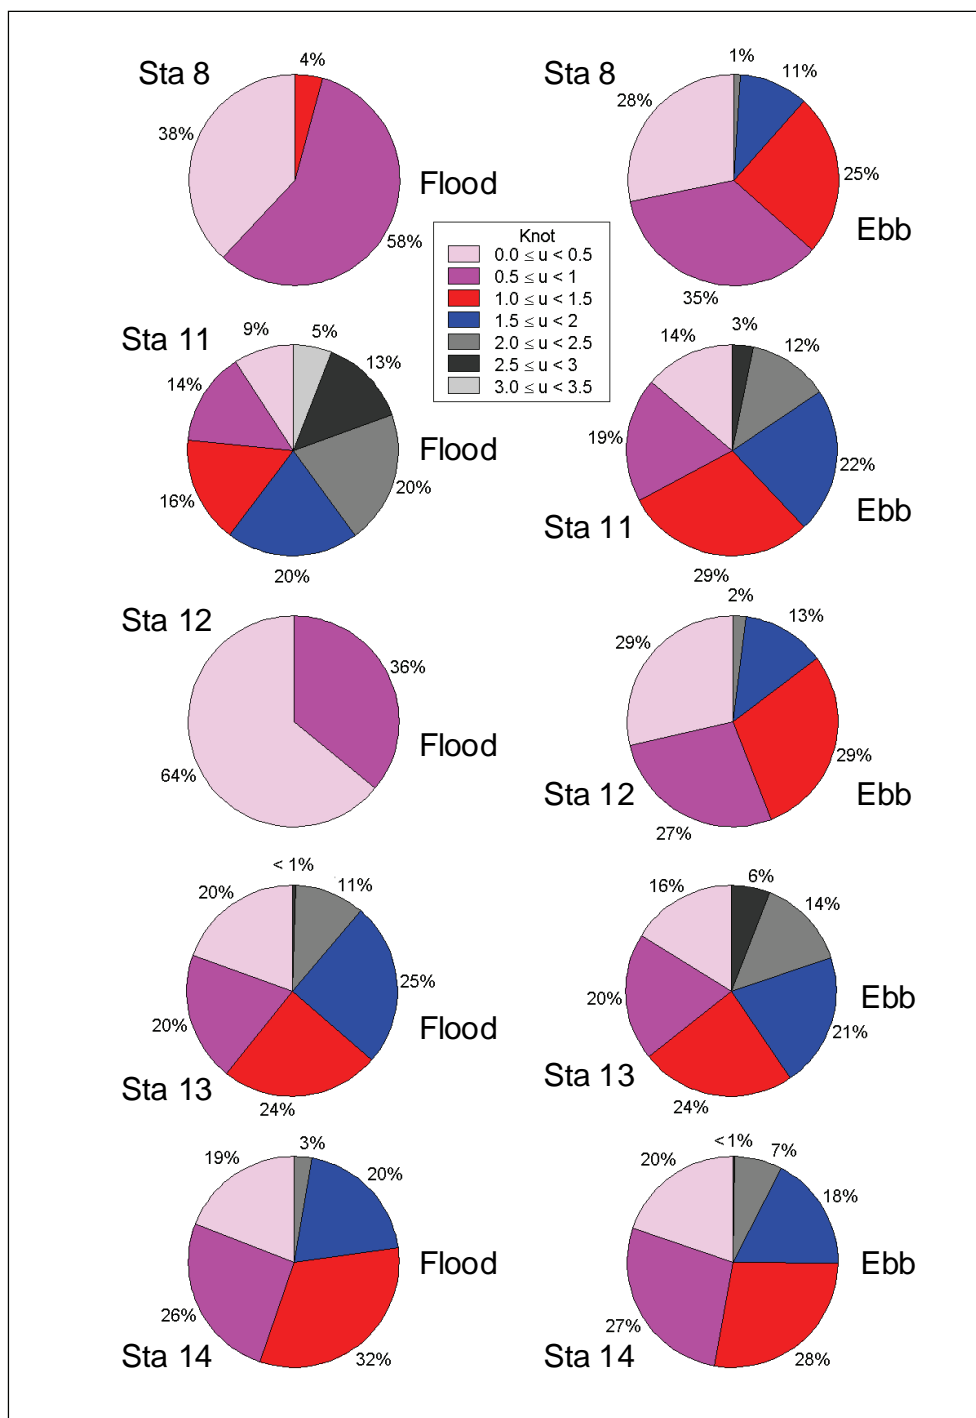 Sta 8
4%
38%
58%
Flood
Sta 8
1%
11%
28%
25%
35%
Ebb
Knot
0.0 ≤ u < 0.5
0.5 ≤ u < 1
1.0 ≤ u < 1.5
1.5 ≤ u < 2
2.0 ≤ u < 2.5
2.5 ≤ u < 3
3.0 ≤ u < 3.5
Sta 11
9%
5%
13%
14%
20%
16%
20%
Flood
14%
3%
12%
19%
22%
29%
Sta 11
Ebb
Sta 12
36%
64%
Flood
2%
13%
29%
29%
27%
Sta 12
Ebb
< 1%
11%
20%
25%
20%
24%
Sta 13
Flood
6%
16%
14%
20%
21%
24%
Sta 13
Ebb
3%
19%
20%
26%
32%
Sta 14
Flood
< 1%
7%
20%
18%
27%
28%
Sta 14
Ebb